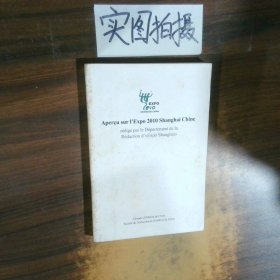 实图拍摄
EXPO
2010
Aperçu sur l'Expo 2010 Shanghai Chine
rédigé par le Département de la
Rédaction d'«Expo Shanghai»